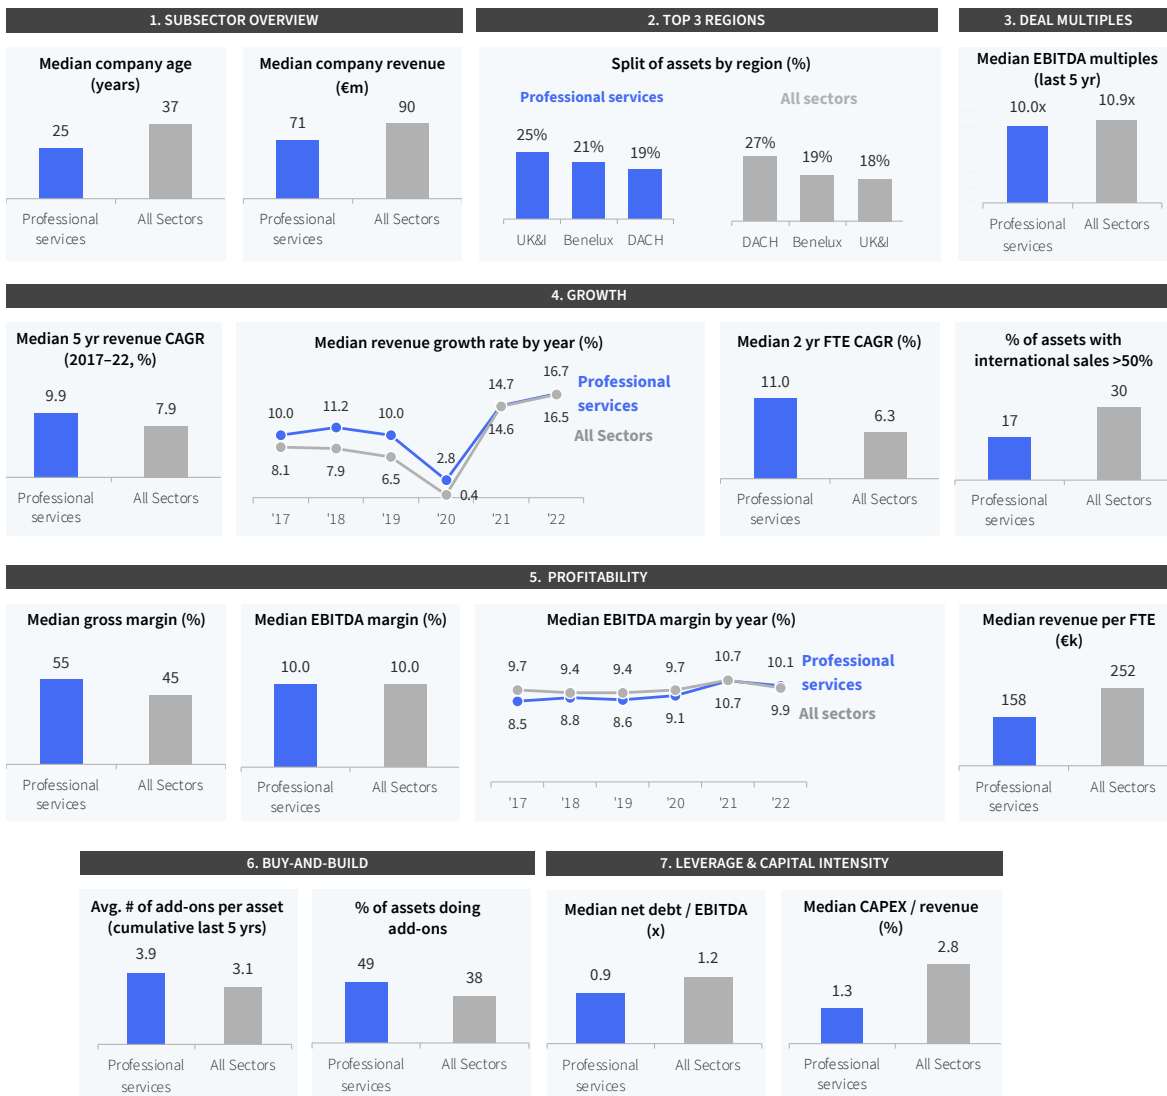 1. SUBSECTOR OVERVIEW
Median company age
(years)
25
37
Professional
services
All Sectors
Median company revenue
(€m)
71
90
Professional
services
All Sectors
2. TOP 3 REGIONS
Split of assets by region (%)
Professional services
25%
21%
19%
UK&I
Benelux
DACH
All sectors
27%
19%
18%
DACH
Benelux
UK&I
3. DEAL MULTIPLES
Median EBITDA multiples
(last 5 yr)
10.0x
10.9x
Professional
services
All Sectors
4. GROWTH
Median 5 yr revenue CAGR
(2017–22, %)
9.9
7.9
Professional
services
All Sectors
Median revenue growth rate by year (%)
10.0
11.2
10.0
2.8
14.7
16.7
Professional
services
8.1
7.9
6.5
0.4
14.6
16.5
All Sectors
'17
'18
'19
'20
'21
'22
Median 2 yr FTE CAGR (%)
11.0
6.3
Professional
services
All Sectors
% of assets with
international sales >50%
17
30
Professional
services
All Sectors
5. PROFITABILITY
Median gross margin (%)
55
45
Professional
services
All Sectors
Median EBITDA margin (%)
10.0
10.0
Professional
services
All Sectors
Median EBITDA margin by year (%)
9.7
9.4
9.4
9.7
10.7
10.1
Professional
services
8.5
8.8
8.6
9.1
10.7
9.9
All sectors
'17
'18
'19
'20
'21
'22
Median revenue per FTE
(€k)
158
252
Professional
services
All Sectors
6. BUY-AND-BUILD
Avg. # of add-ons per asset
(cumulative last 5 yrs)
3.9
3.1
Professional
services
All Sectors
% of assets doing
add-ons
49
38
Professional
services
All Sectors
7. LEVERAGE & CAPITAL INTENSITY
Median net debt / EBITDA
(x)
0.9
1.2
Professional
services
All Sectors
Median CAPEX / revenue
(%)
1.3
2.8
Professional
services
All Sectors